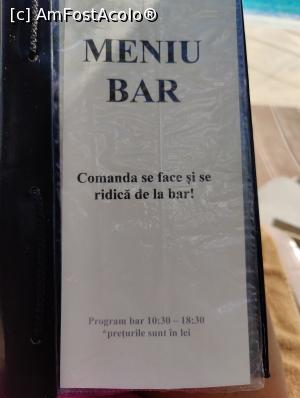 [c] AmFostAcolo®
MENIU
BAR
Comanda se face și se
ridică de la bar!
Program bar 10:30 – 18:30
*prețurile sunt în lei